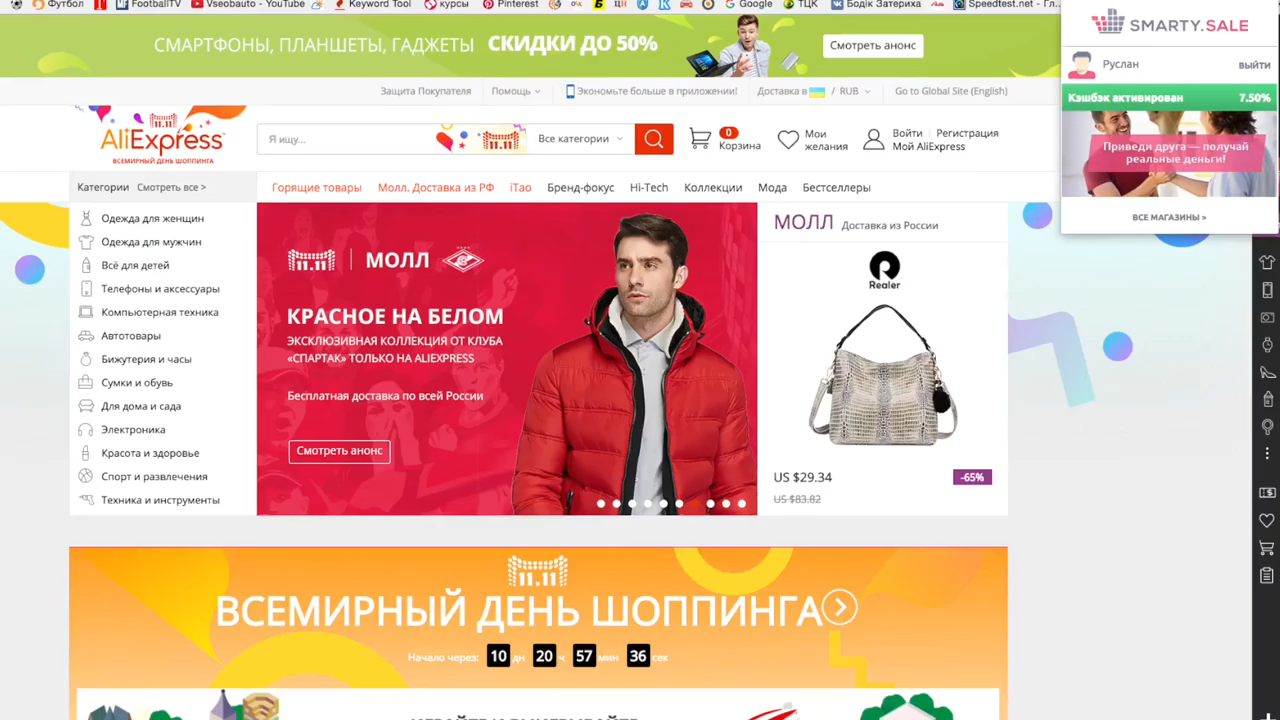 Футбол
FootballTV
Vseobauto - YouTube
Keyword Tool
курсы
Pinterest
Google
ТЦК
Бодік Затериха
Speedtest.net - Гл...
СМАРТФОНЫ, ПЛАНШЕТЫ, ГАДЖЕТЫ СКИДКИ ДО 50%
Смотреть анонс
SMARTY.SALE
Руслан
ВЫЙТИ
Кэшбэк активирован 7.50%
Приведи друга — получай
реальные деньги!
ВСЕ МАГАЗИНЫ >
Защита Покупателя
Помощь
Экономьте больше в приложении!
Доставка в / RUB
Go to Global Site (English)
11.11
AliExpress
ВСЕМИРНЫЙ ДЕНЬ ШОППИНГА
Я ищу...
11.11
Все категории
0
Корзина
Мои
желания
Войти Регистрация
Мой AliExpress
Категории Смотреть все >
Горящие товары
Молл. Доставка из РФ
iTao
Бренд-фокус
Hi-Tech
Коллекции
Мода
Бестселлеры
Одежда для женщин
Одежда для мужчин
Всё для детей
Телефоны и аксессуары
Компьютерная техника
Автотовары
Бижутерия и часы
Сумки и обувь
Для дома и сада
Электроника
Красота и здоровье
Спорт и развлечения
Техника и инструменты
11.11 МОЛЛ
КРАСНОЕ НА БЕЛОМ
ЭКСКЛЮЗИВНАЯ КОЛЛЕКЦИЯ ОТ КЛУБА
«СПАРТАК» ТОЛЬКО НА ALIEXPRESS
Бесплатная доставка по всей России
Смотреть анонс
МОЛЛ Доставка из России
Realer
US $29.34
-65%
US $83.82
11.11
ВСЕМИРНЫЙ ДЕНЬ ШОППИНГА
Начало через: 10 дн 20 ч 57 мин 36 сек